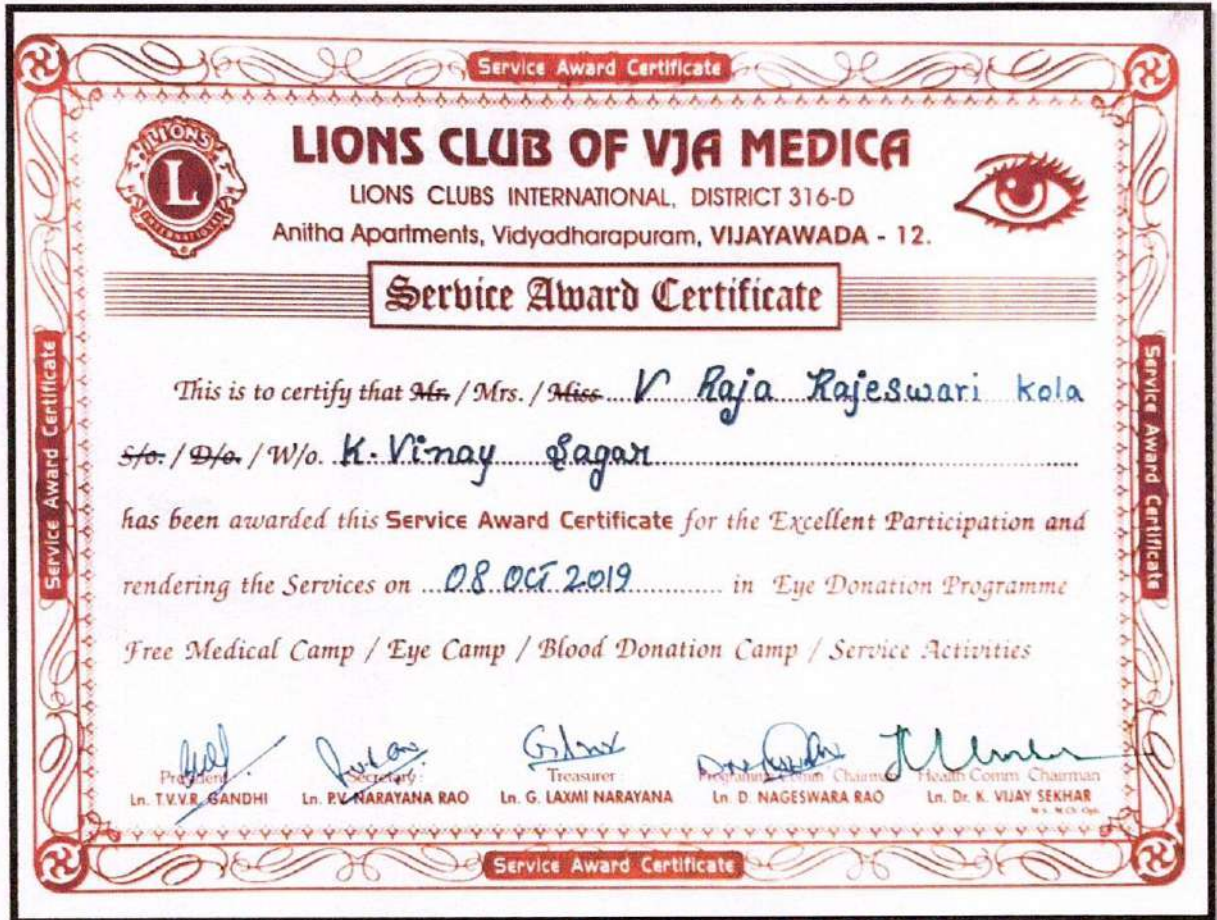 Service Award Certificate
LIONS
L
INTERNATIONAL
LIONS CLUB OF VJA MEDICA
LIONS CLUBS INTERNATIONAL, DISTRICT 316-D
Anitha Apartments, Vidyadharapuram, VIJAYAWADA - 12.
Service Award Certificate
Service Award Certificate
Service Award Certificate
This is to certify that Mr. / Mrs. / Miss V Raja Rajeswari kola
S/o. / D/o. / W/o. K. Vinay Sagar
has been awarded this Service Award Certificate for the Excellent Participation and
rendering the Services on 08 OCT 2019 in Eye Donation Programme
Free Medical Camp / Eye Camp / Blood Donation Camp / Service Activities
President Secretary Treasurer Programme Comm Chairman Health Comm Chairman
Ln. T.V.V.R. GANDHI Ln. P.V. NARAYANA RAO Ln. G. LAXMI NARAYANA Ln. D. NAGESWARA RAO Ln. Dr. K. VIJAY SEKHAR
Service Award Certificate